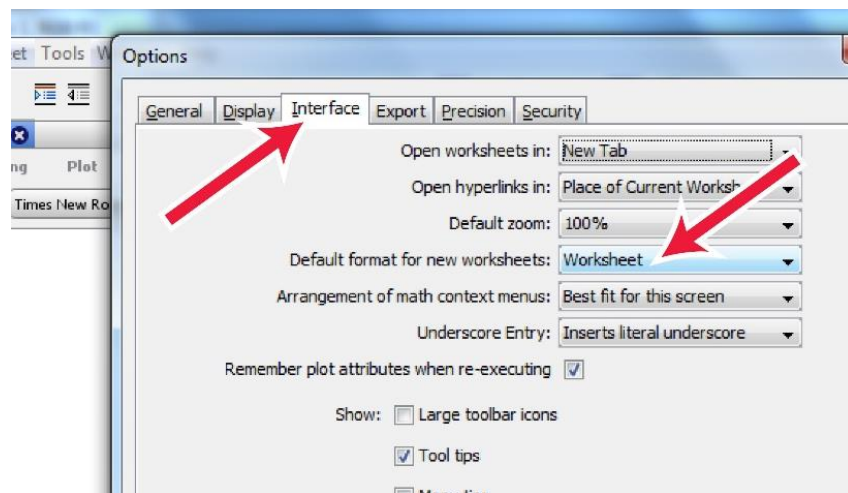 et Tools W
Options
General Display Interface Export Precision Security
ng Plot
Times New Ro
Open worksheets in: New Tab
Open hyperlinks in: Place of Current Worksh
Default zoom: 100%
Default format for new worksheets: Worksheet
Arrangement of math context menus: Best fit for this screen
Underscore Entry: Inserts literal underscore
Remember plot attributes when re-executing
Show: Large toolbar icons
Tool tips